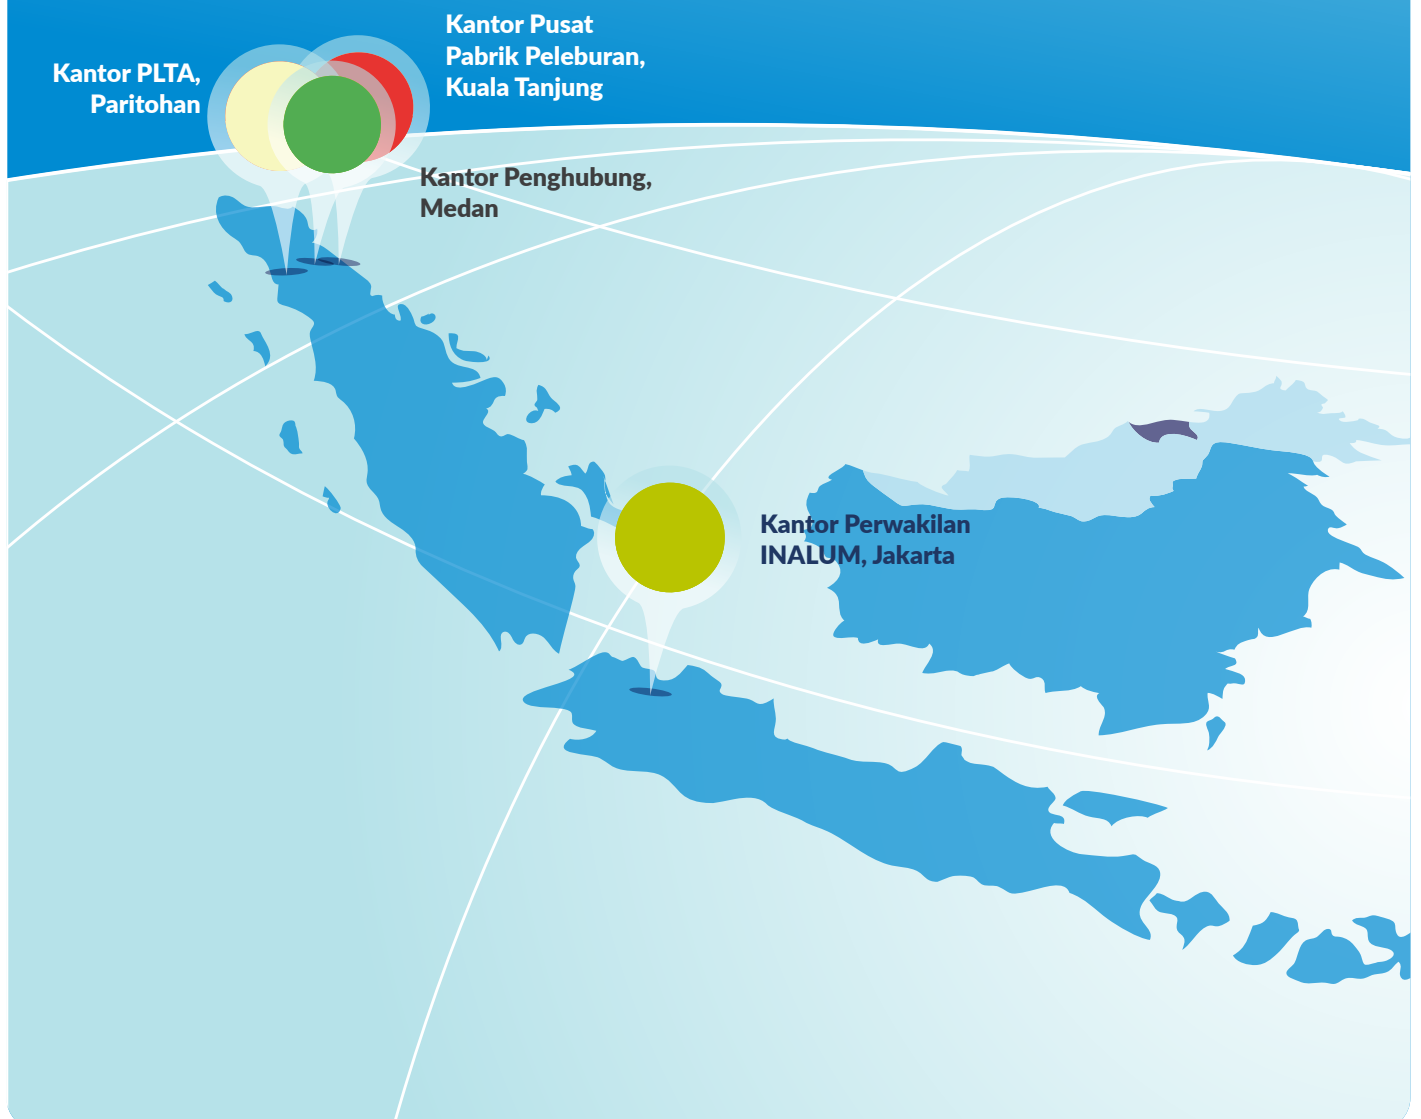 Kantor Pusat
Pabrik Peleburan,
Kuala Tanjung
Kantor PLTA,
Paritohan
Kantor Penghubung,
Medan
Kantor Perwakilan
INALUM, Jakarta